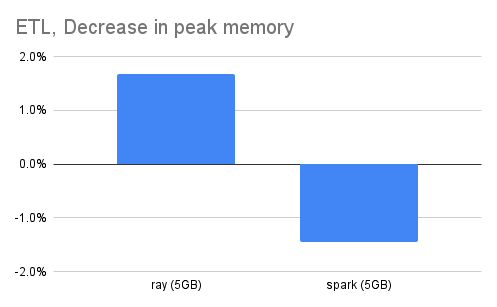 ETL, Decrease in peak memory
2.0%
1.0%
0.0%
-1.0%
-2.0%
ray (5GB) spark (5GB)